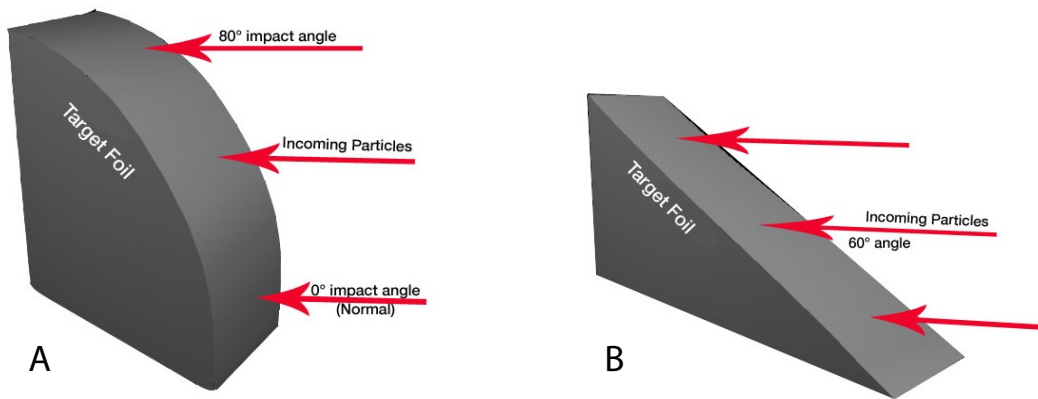 80° impact angle
Target Foil
Incoming Particles
0° impact angle
(Normal)
A
Target Foil
Incoming Particles
60° angle
B